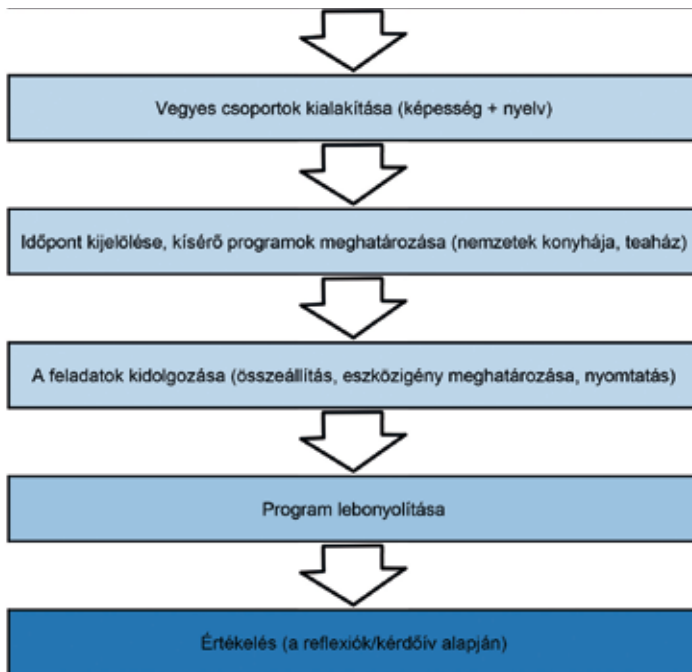 Vegyes csoportok kialakítása (képesség + nyelv)
Időpont kijelölése, kísérő programok meghatározása (nemzetek konyhája, teaház)
A feladatok kidolgozása (összeállítás, eszközigény meghatározása, nyomtatás)
Program lebonyolítása
Értékelés (a reflexiók/kérdőív alapján)